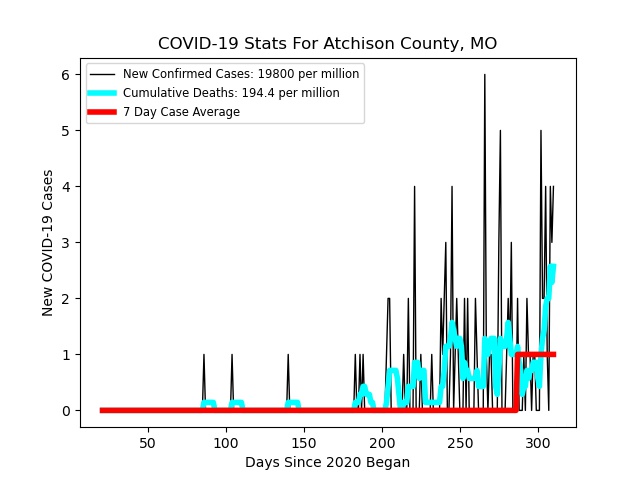 COVID-19 Stats For Atchison County, MO
New Confirmed Cases: 19800 per million
Cumulative Deaths: 194.4 per million
7 Day Case Average
New COVID-19 Cases
6
5
4
3
2
1
0
50 100 150 200 250 300
Days Since 2020 Began